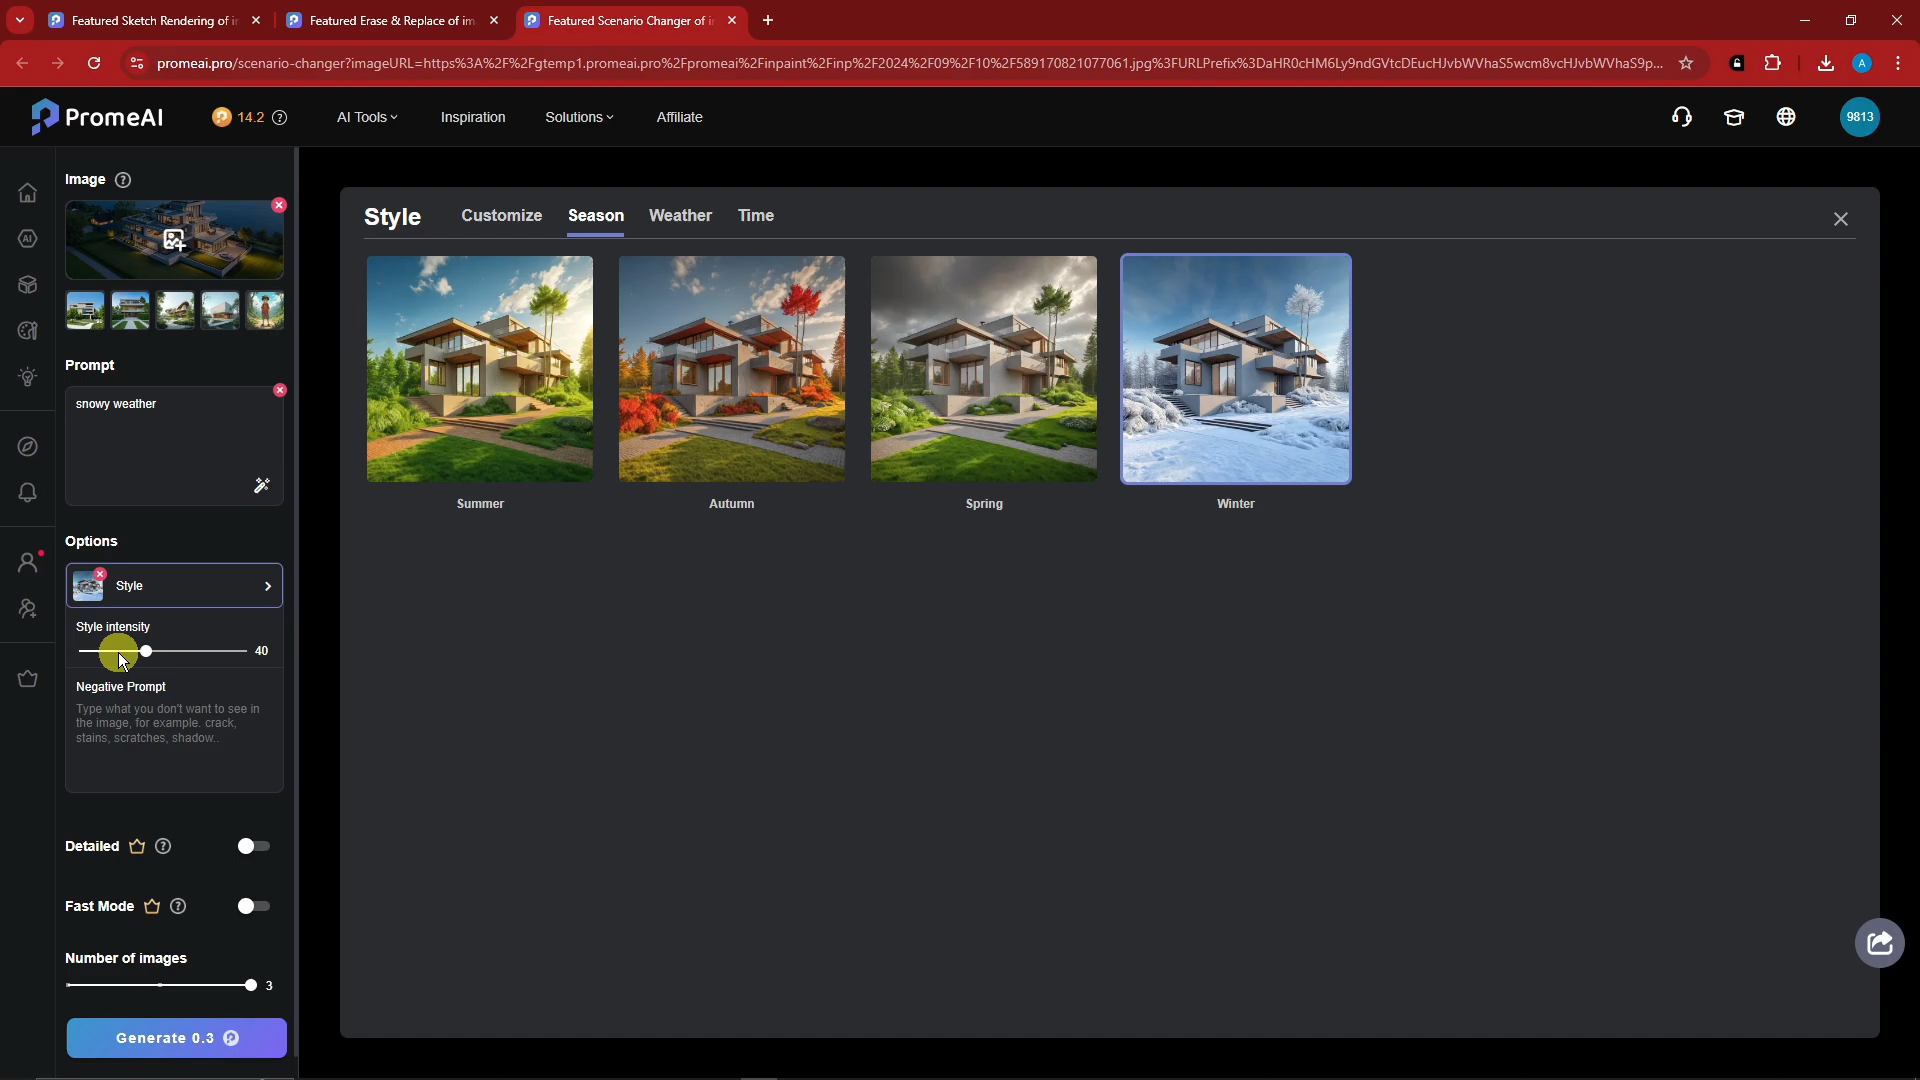 Featured Sketch Rendering of i
Featured Erase & Replace of im
Featured Scenario Changer of i
promeai.pro/scenario-changer?imageURL=https%3A%2F%2Fgtemp1.promeai.pro%2Fpromeai%2Finpaint%2Finp%2F2024%2F09%2F10%2F589170821077061.jpg%3FURLPrefix%3DaHR0cHM6Ly9ndGVtcDEucHJvbWVhaS5wcm8vcHJvbWVhaS9p...
A
PromeAI
14.2
AI Tools
Inspiration
Solutions
Affiliate
9813
Image
Style
Customize
Season
Weather
Time
Summer
Autumn
Spring
Winter
Prompt
snowy weather
Options
Style
Style intensity
40
Negative Prompt
Type what you don't want to see in
the image, for example. crack,
stains, scratches, shadow..
Detailed
Fast Mode
Number of images
3
Generate 0.3